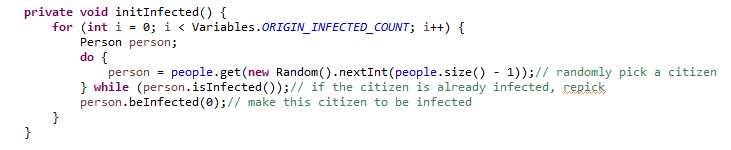 private void initInfected() {
    for (int i = 0; i < Variables.ORIGIN_INFECTED_COUNT; i++) {
        Person person;
        do {
            person = people.get(new Random().nextInt(people.size() - 1));// randomly pick a citizen
        } while (person.isInfected());// if the citizen is already infected, repick
        person.beInfected(0);// make this citizen to be infected
    }
}